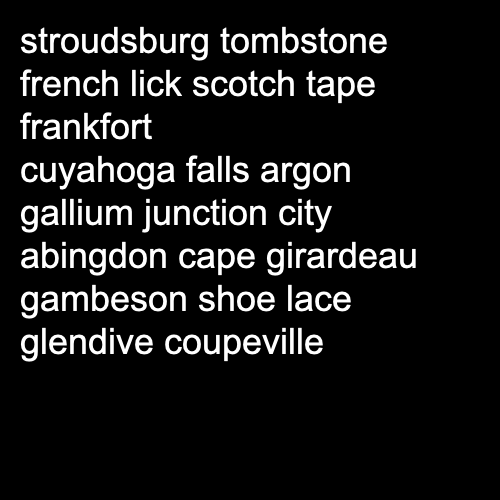 stroudsburg tombstone
french lick scotch tape
frankfort
cuyahoga falls argon
gallium junction city
abingdon cape girardeau
gambeson shoe lace
glendive coupeville